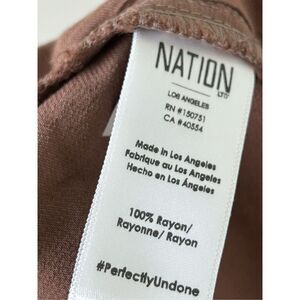 NATION
LTD
LOS ANGELES
RN #150751
CA #40554
Made in Los Angeles
Fabrique au Los Angeles
Hecho en Los Ángeles
100% Rayon/
Rayonne/ Rayon
#PerfectlyUndone